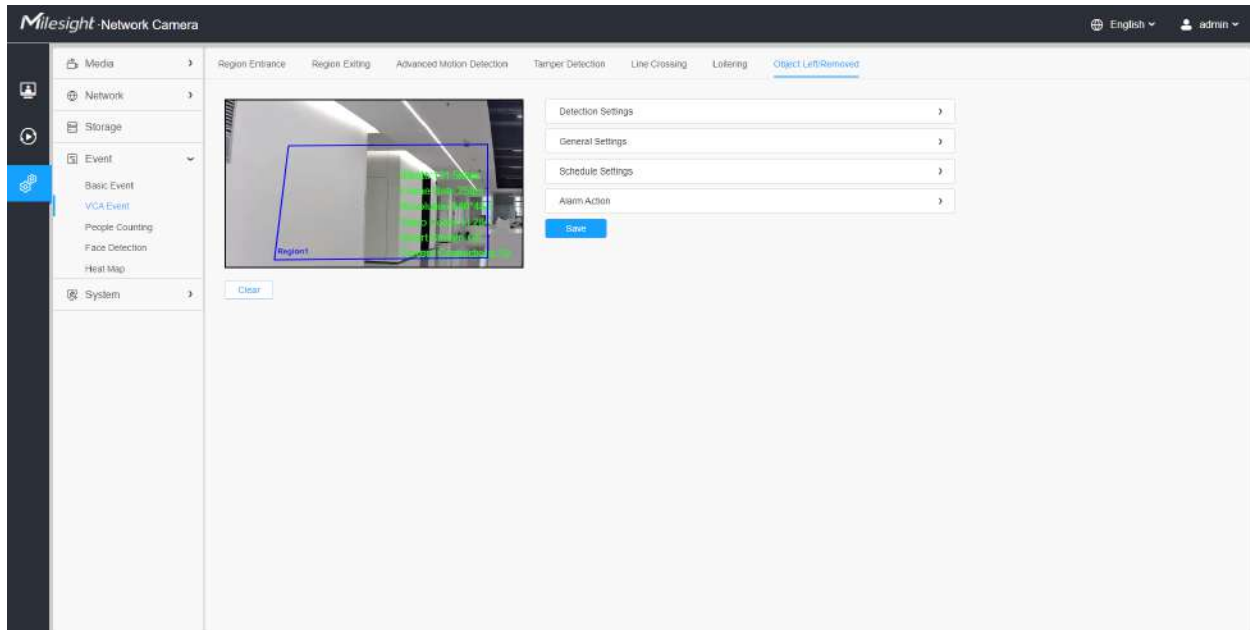 Milesight - Network Camera
English
admin
Media
Network
Storage
Event
Basic Event
VCA Event
People Counting
Face Detection
Heat Map
System
Region Entrance
Region Exiting
Advanced Motion Detection
Tamper Detection
Line Crossing
Loitering
Object Left/Removed
Region1
Clear
Detection Settings
General Settings
Schedule Settings
Alarm Action
Save